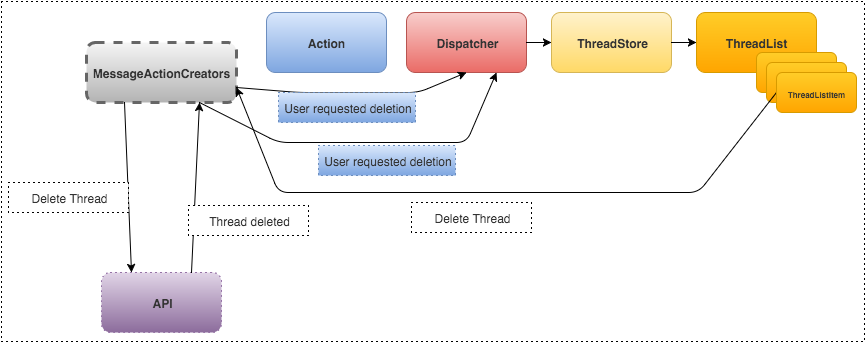 Action
Dispatcher
ThreadStore
ThreadList
MessageActionCreators
ThreadListItem
User requested deletion
User requested deletion
Delete Thread
Thread deleted
Delete Thread
API